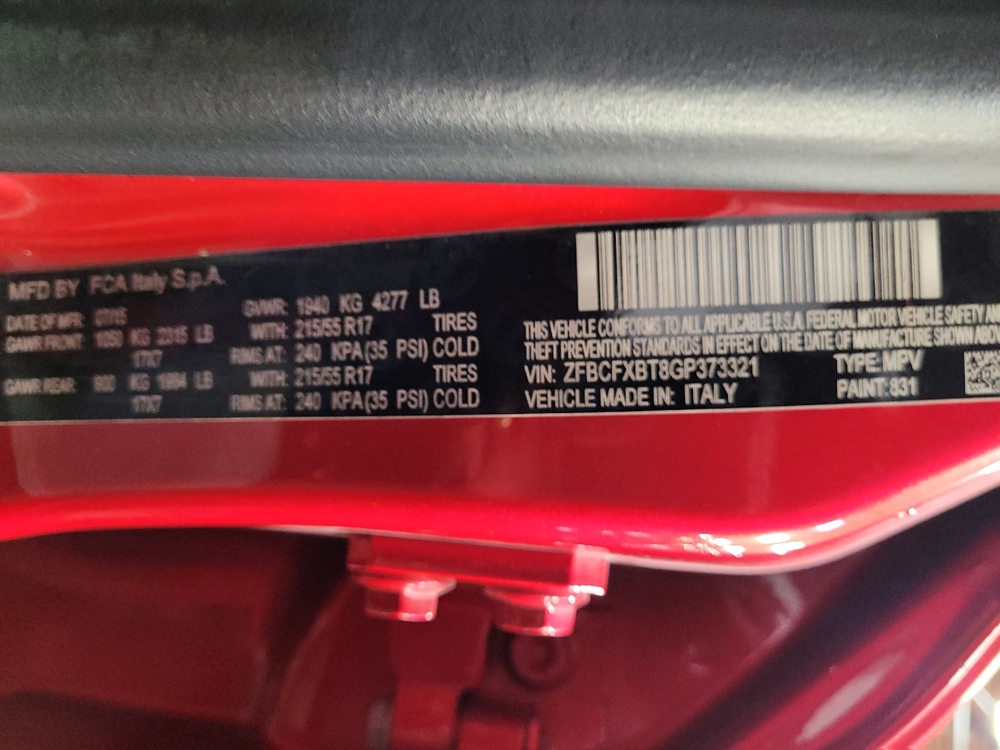 MFD BY FCA Italy S.p.A.
DATE OF MFR: 07/15
GVWR: 1940 KG 4277 LB
GAWR FRONT: 1050 KG 2315 LB WITH: 215/55 R17 TIRES
17X7 RIMS AT: 240 KPA(35 PSI) COLD
GAWR REAR: 900 KG 1984 LB WITH: 215/55 R17 TIRES
17X7 RIMS AT: 240 KPA(35 PSI) COLD
THIS VEHICLE CONFORMS TO ALL APPLICABLE U.S.A. FEDERAL MOTOR VEHICLE SAFETY
THEFT PREVENTION STANDARDS IN EFFECT ON THE DATE OF MANUFACTURE SHOWN
VIN: ZFBCFXBT8GP373321 TYPE: MPV
VEHICLE MADE IN: ITALY PAINT: 831